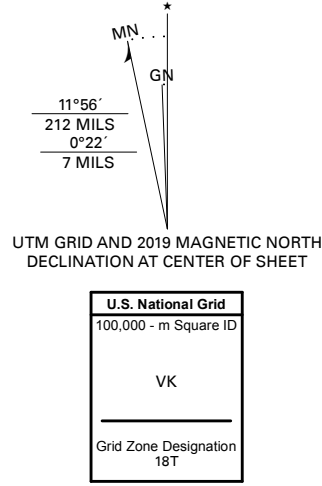 ★
MN
GN
11°56´
212 MILS
0°22´
7 MILS
UTM GRID AND 2019 MAGNETIC NORTH
DECLINATION AT CENTER OF SHEET
U.S. National Grid
100,000 - m Square ID
VK
Grid Zone Designation
18T